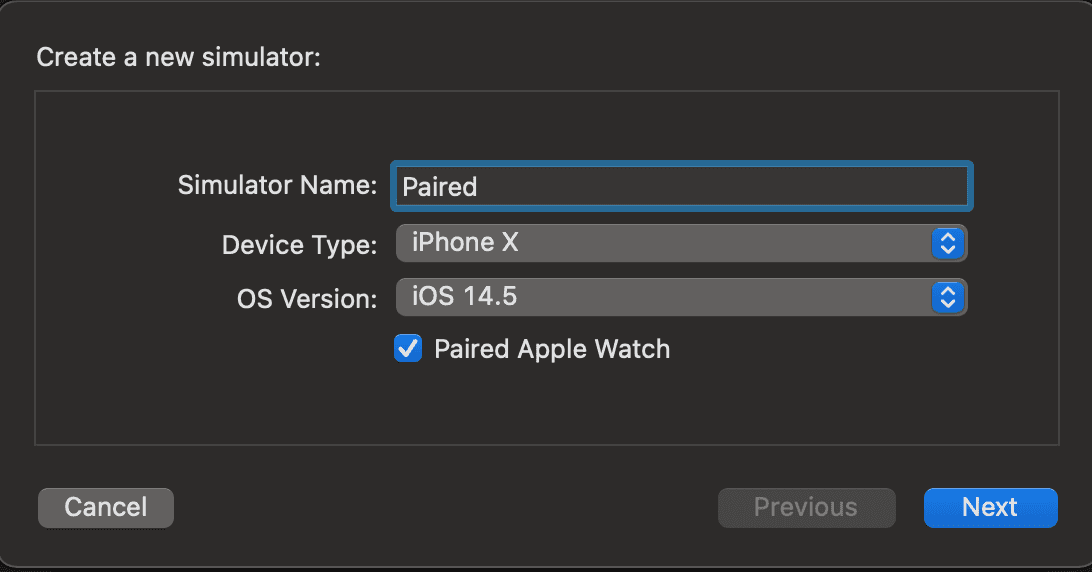 Create a new simulator:
Simulator Name: Paired
Device Type: iPhone X
OS Version: iOS 14.5
Paired Apple Watch
Cancel Previous Next